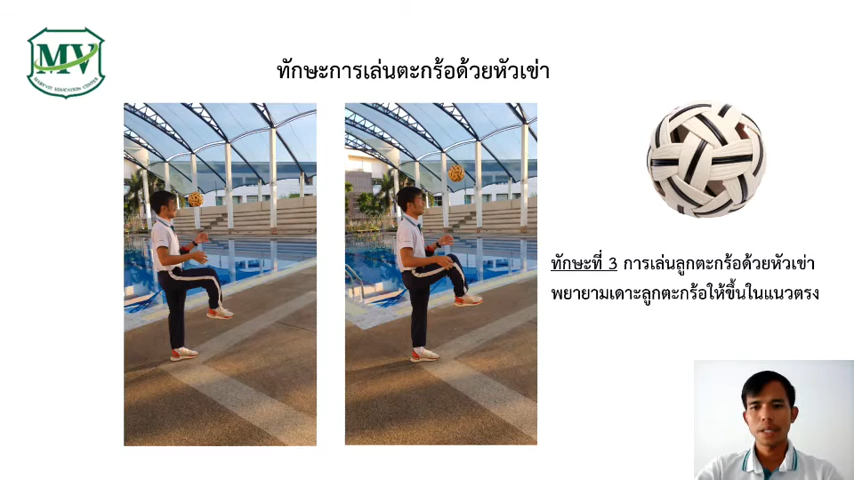 MV
MARYVIT EDUCATION CENTER
ทักษะการเล่นตะกร้อด้วยหัวเข่า
ทักษะที่ 3 การเล่นลูกตะกร้อด้วยหัวเข่า
พยายามเดาะลูกตะกร้อให้ขึ้นในแนวตรง